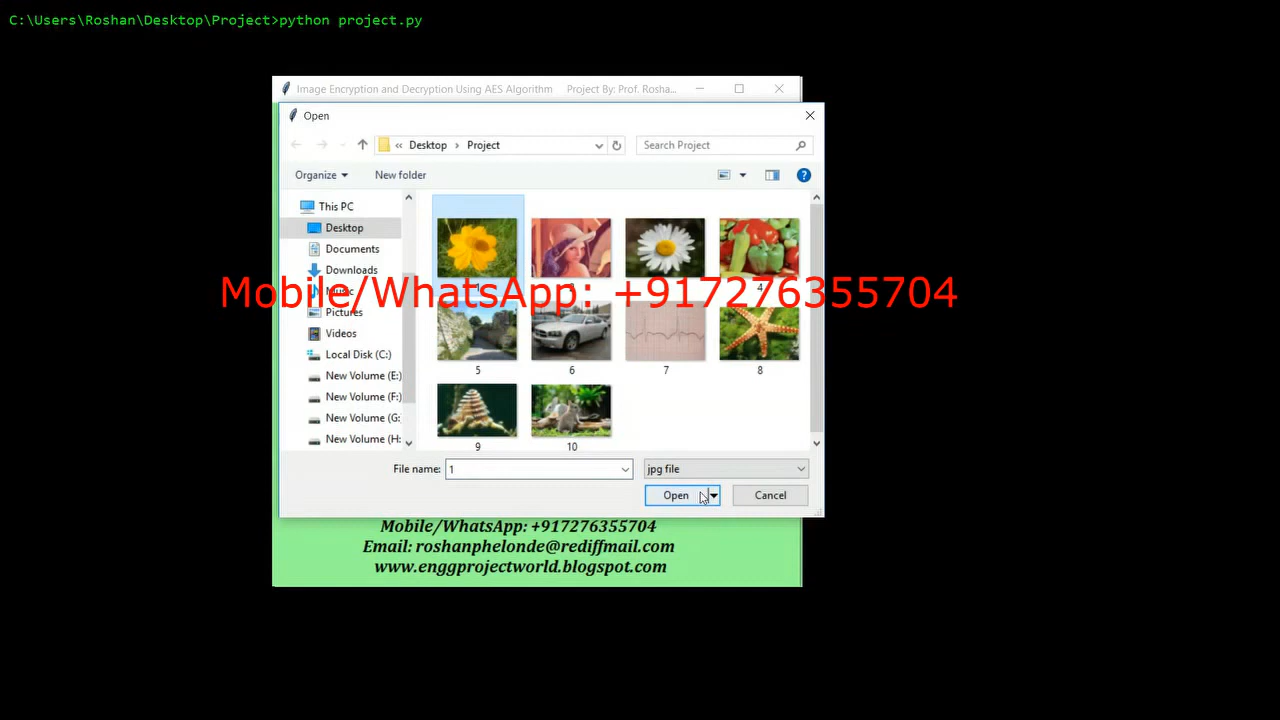 C:\Users\Roshan\Desktop\Project>python project.py
Image Encryption and Decryption Using AES Algorithm Project By: Prof. Rosha...
Open
« Desktop › Project
Search Project
Organize
New folder
This PC
Desktop
Documents
Downloads
Music
Pictures
Videos
Local Disk (C:)
New Volume (E:)
New Volume (F:)
New Volume (G:
New Volume (H:
1
4
Mobile/WhatsApp: +917276355704
5 6 7 8
9 10
File name: 1
jpg file
Open
Cancel
Mobile/WhatsApp: +917276355704
Email: roshanphelonde@rediffmail.com
www.enggprojectworld.blogspot.com